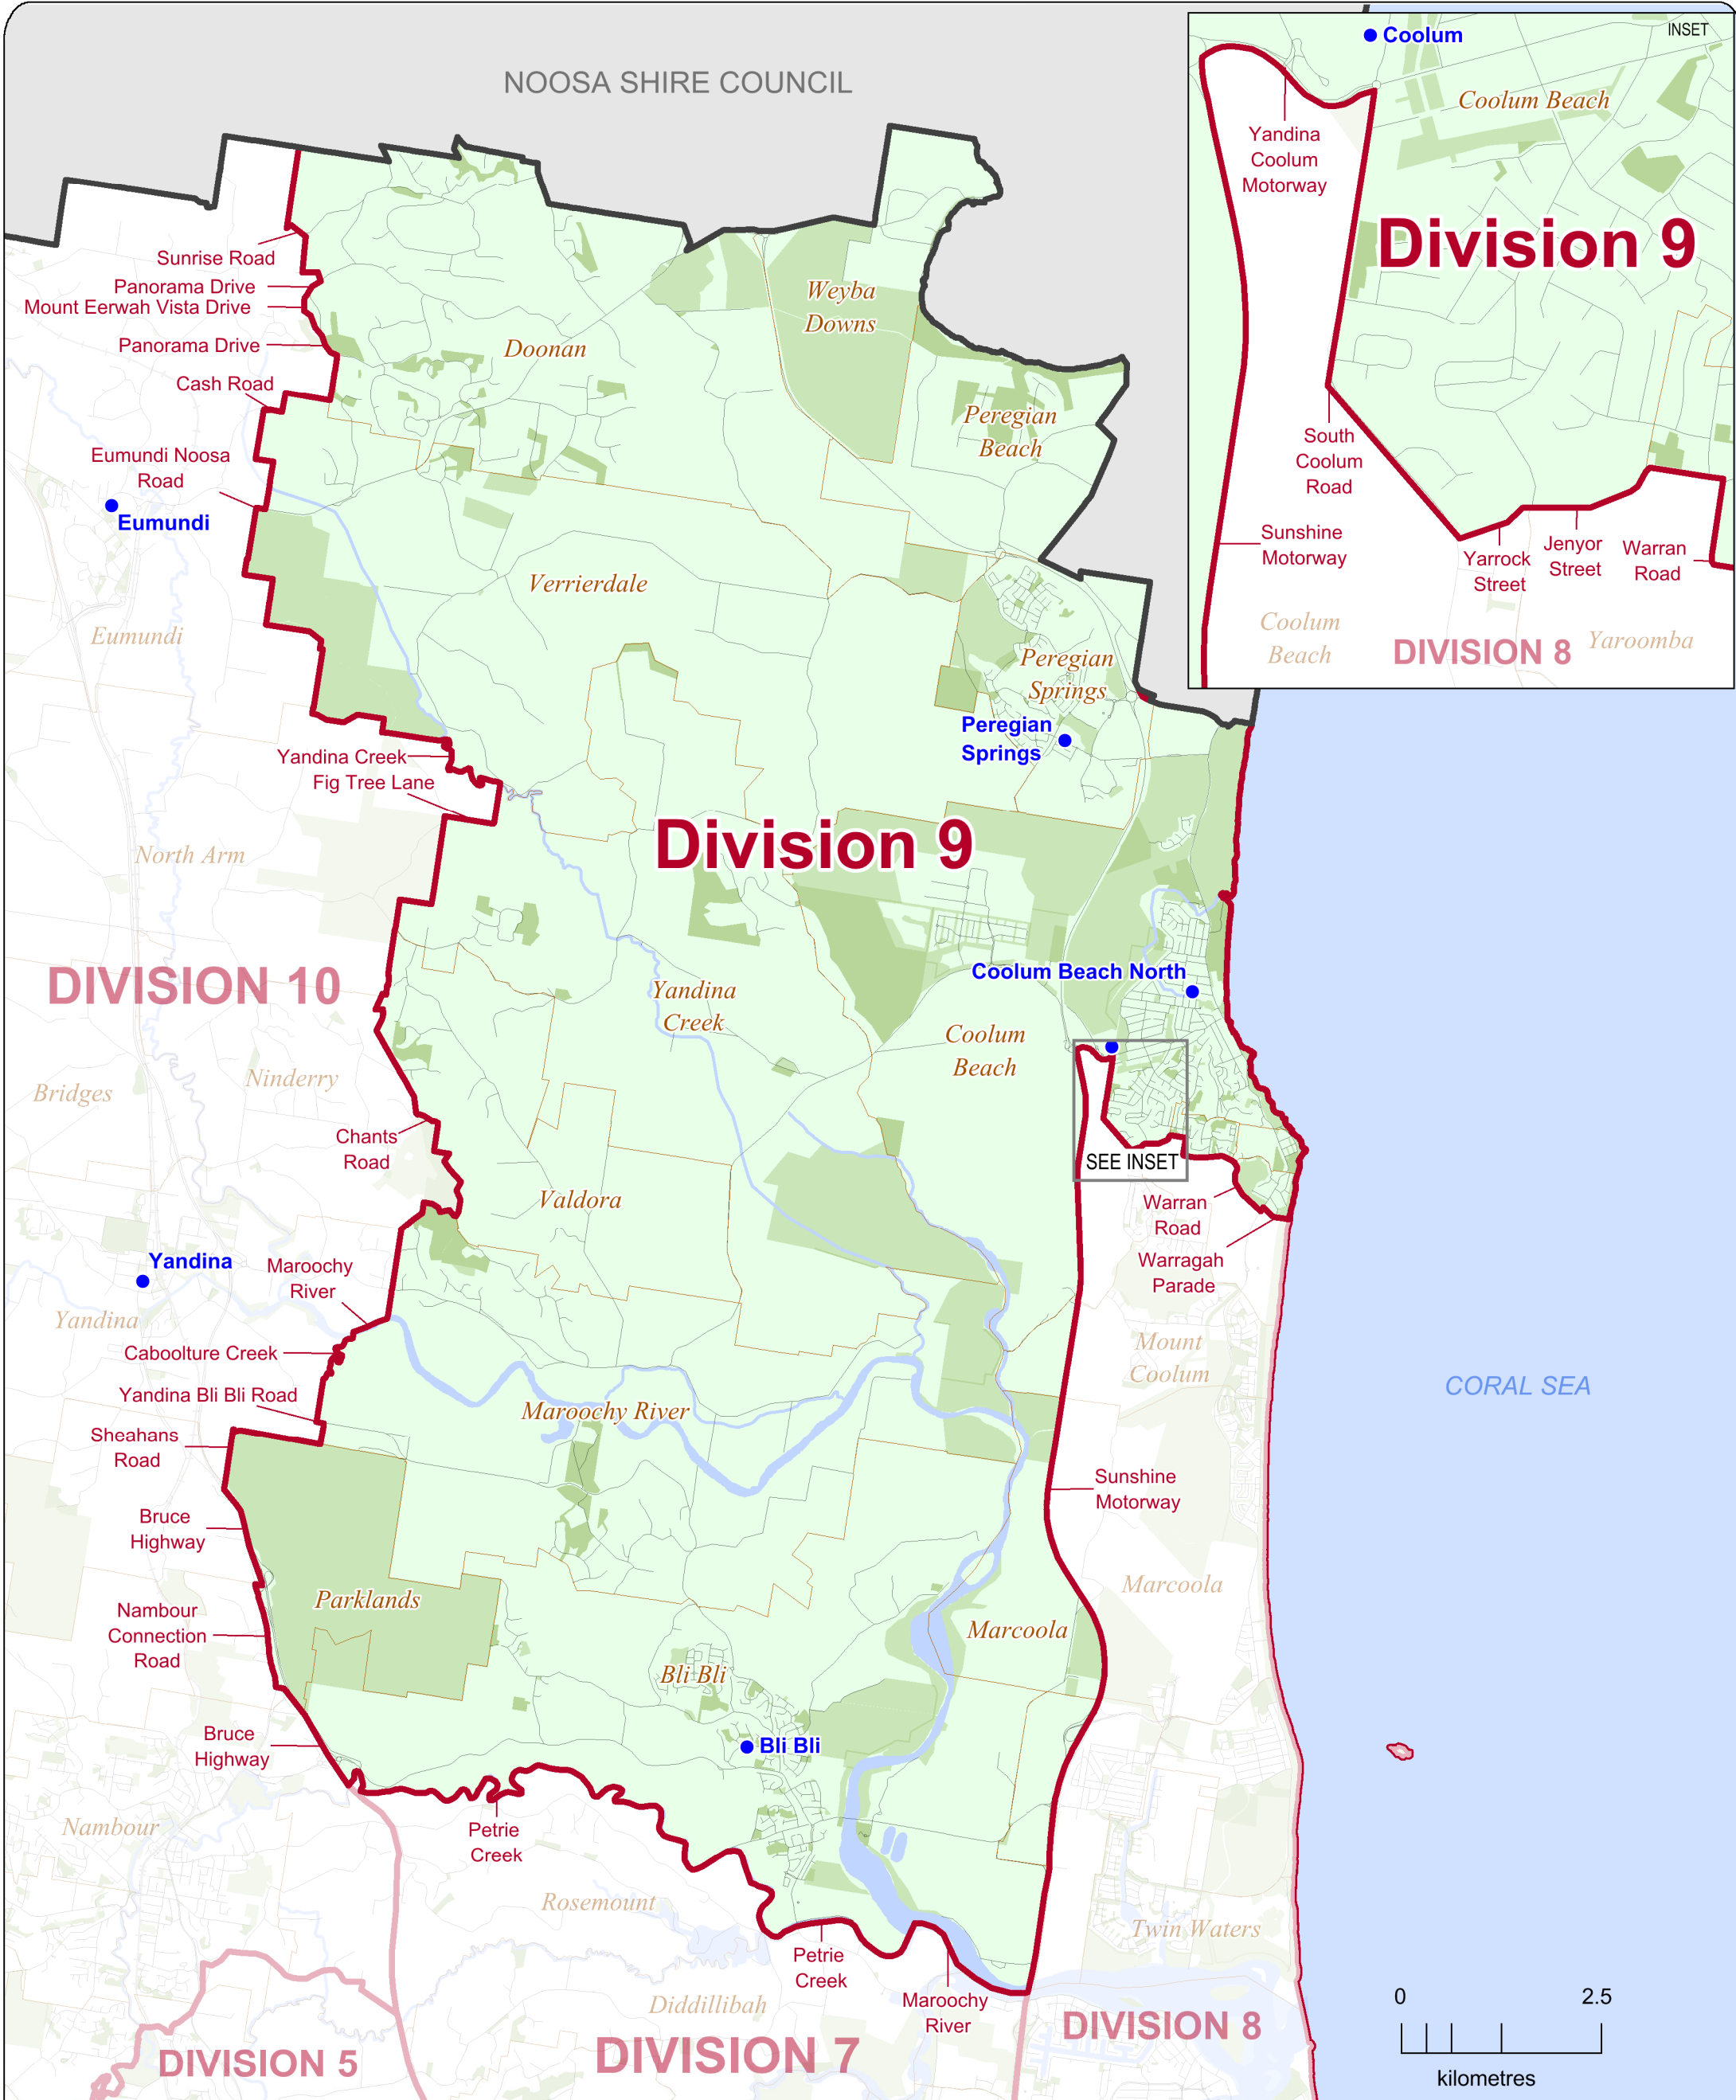 NOOSA SHIRE COUNCIL
INSET
Coolum
Coolum Beach
Yandina
Coolum
Motorway
Division 9
South
Coolum
Road
Sunshine
Motorway
Yarrock
Street
Jenyor
Street
Warran
Road
Coolum
Beach
DIVISION 8
Yaroomba
Sunrise Road
Panorama Drive
Mount Eerwah Vista Drive
Panorama Drive
Cash Road
Eumundi Noosa
Road
Eumundi
Eumundi
Doonan
Weyba
Downs
Peregian
Beach
Verrierdale
Peregian
Springs
Peregian
Springs
Yandina Creek
Fig Tree Lane
Division 9
North Arm
DIVISION 10
Yandina
Creek
Coolum Beach North
Coolum
Beach
Bridges
Ninderry
Chants
Road
SEE INSET
Valdora
Warran
Road
Warragah
Parade
Yandina
Yandina
Maroochy
River
Caboolture Creek
Yandina Bli Bli Road
Sheahans
Road
Maroochy River
Mount
Coolum
CORAL SEA
Sunshine
Motorway
Bruce
Highway
Parklands
Marcoola
Marcoola
Nambour
Connection
Road
Bli Bli
Bli Bli
Bruce
Highway
Nambour
Petrie
Creek
Rosemount
Twin Waters
Petrie
Creek
Maroochy
River
Diddillibah
DIVISION 5
DIVISION 7
DIVISION 8
0 2.5
kilometres